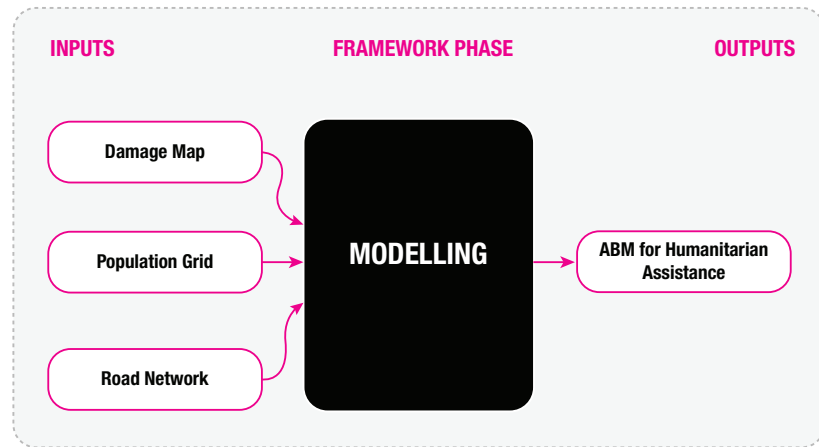 INPUTS
FRAMEWORK PHASE
OUTPUTS
Damage Map
Population Grid
Road Network
MODELLING
ABM for Humanitarian
Assistance